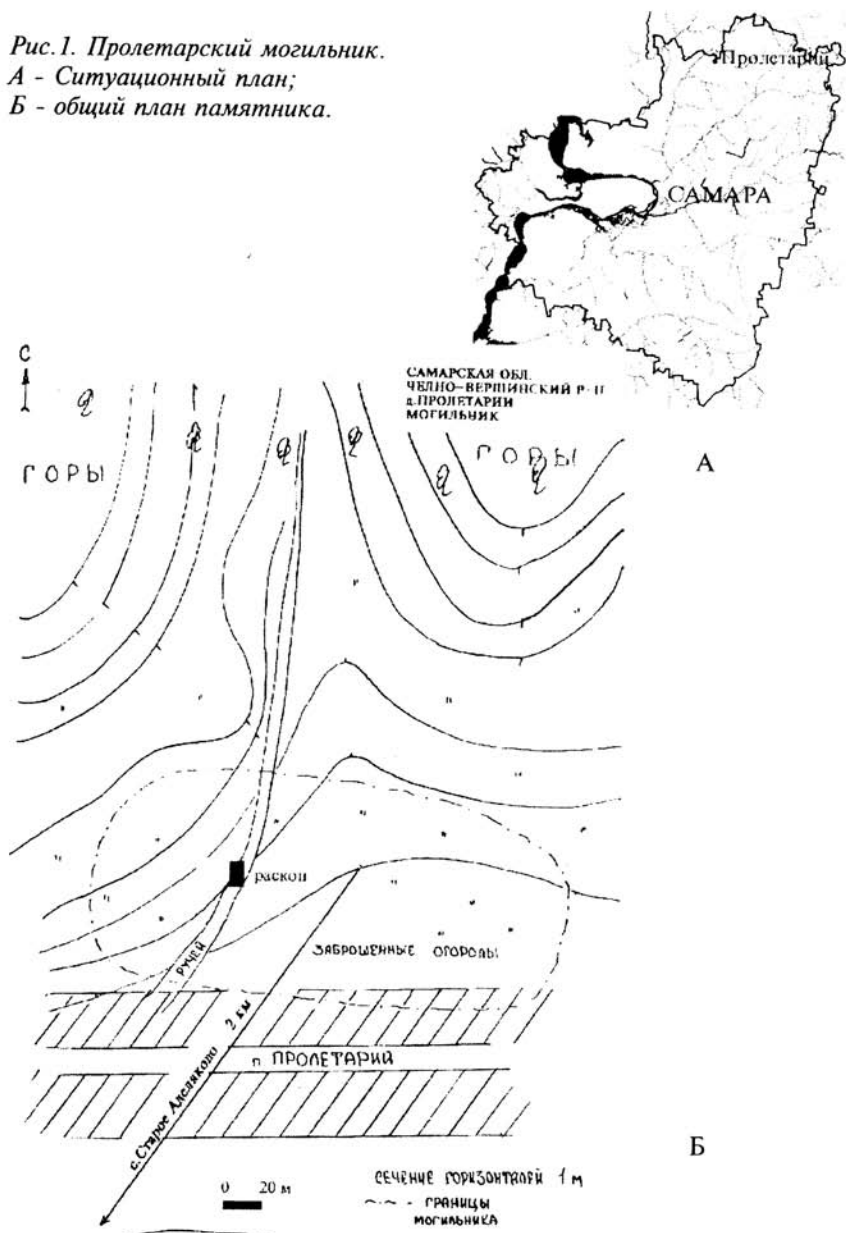 Рис.1. Пролетарский могильник.
А - Ситуационный план;
Б - общий план памятника.
Пролетарий
САМАРА
САМАРСКАЯ ОБЛ.
ЧЕЛНО-ВЕРШИНСКИЙ Р-Н
д.ПРОЛЕТАРИИ
МОГИЛЬНИК
А
С
ГОРЫ
ГОРЫ
раскоп
РУЧЕЙ
ЗАБРОШЕННЫЕ ОГОРОДЫ
п ПРОЛЕТАРИЙ
с.Старое Аделяково 2 км
Б
0 20 м
СЕЧЕНИЕ ГОРИЗОНТАЛЕЙ 1 м
- ГРАНИЦЫ
МОГИЛЬНИКА